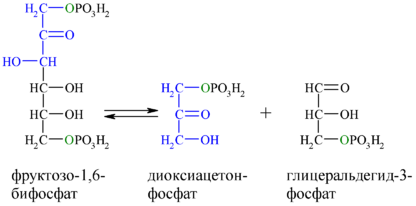 H₂C—OPO₃H₂
C=O
HO—CH
HC—OH
HC—OH
H₂C—OPO₃H₂
H₂C—OPO₃H₂
C=O
H₂C—OH
+
HC=O
HC—OH
H₂C—OPO₃H₂
фруктозо-1,6-
бифосфат
диоксиацетон-
фосфат
глицеральдегид-3-
фосфат